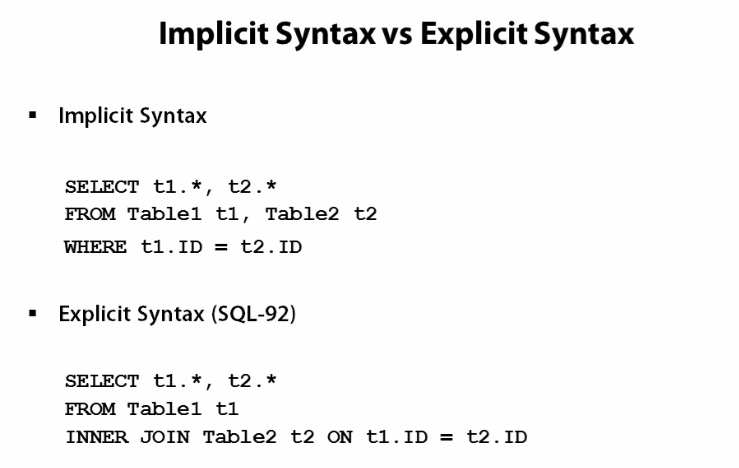 Implicit Syntax vs Explicit Syntax
▪ Implicit Syntax
SELECT t1.*, t2.*
FROM Table1 t1, Table2 t2
WHERE t1.ID = t2.ID
▪ Explicit Syntax (SQL-92)
SELECT t1.*, t2.*
FROM Table1 t1
INNER JOIN Table2 t2 ON t1.ID = t2.ID